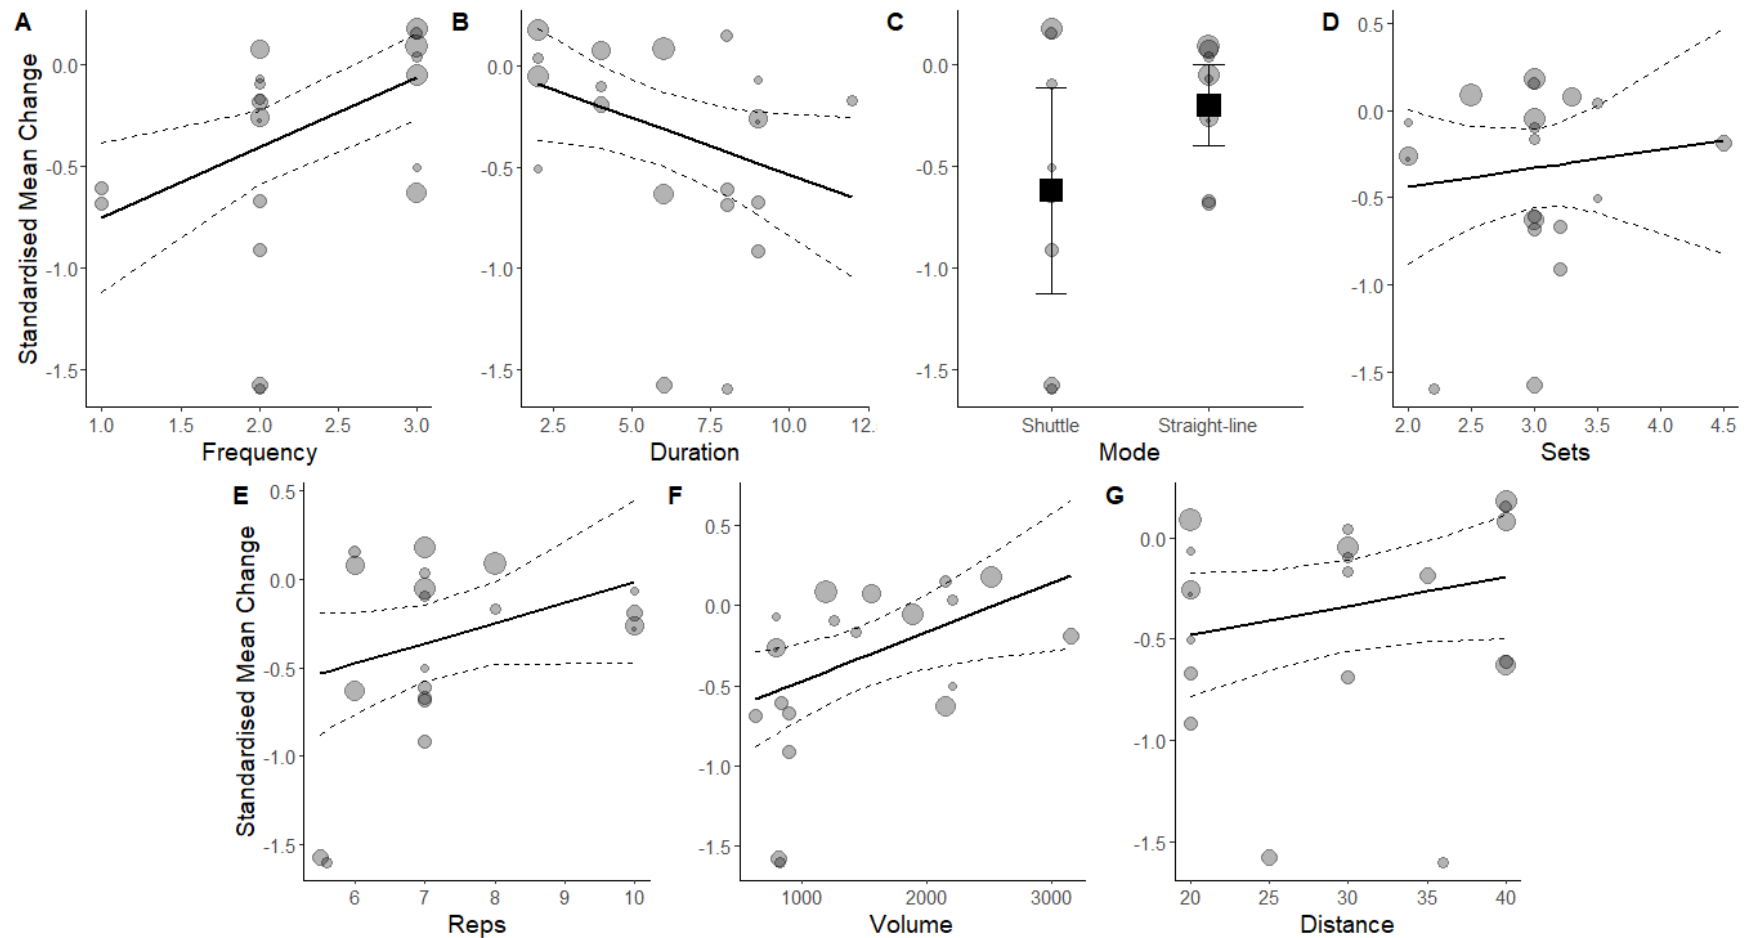 A
B
C
D
Standardised Mean Change
0.0
-0.5
-1.0
-1.5
1.0 1.5 2.0 2.5 3.0
Frequency
0.0
-0.5
-1.0
-1.5
2.5 5.0 7.5 10.0 12.
Duration
0.0
-0.5
-1.0
-1.5
Shuttle Straight-line
Mode
0.5
0.0
-0.5
-1.0
-1.5
2.0 2.5 3.0 3.5 4.0 4.5
Sets
E
F
G
Standardised Mean Change
0.5
0.0
-0.5
-1.0
-1.5
6 7 8 9 10
Reps
0.5
0.0
-0.5
-1.0
-1.5
1000 2000 3000
Volume
0.0
-0.5
-1.0
-1.5
20 25 30 35 40
Distance